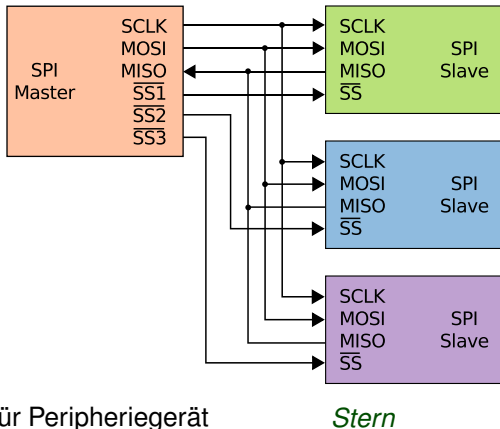 SPI
Master
SCLK
MOSI
MISO
SS1
SS2
SS3
SCLK
MOSI
MISO
SS
SPI
Slave
SCLK
MOSI
MISO
SS
SPI
Slave
SCLK
MOSI
MISO
SS
SPI
Slave
ür Peripheriegerät
Stern